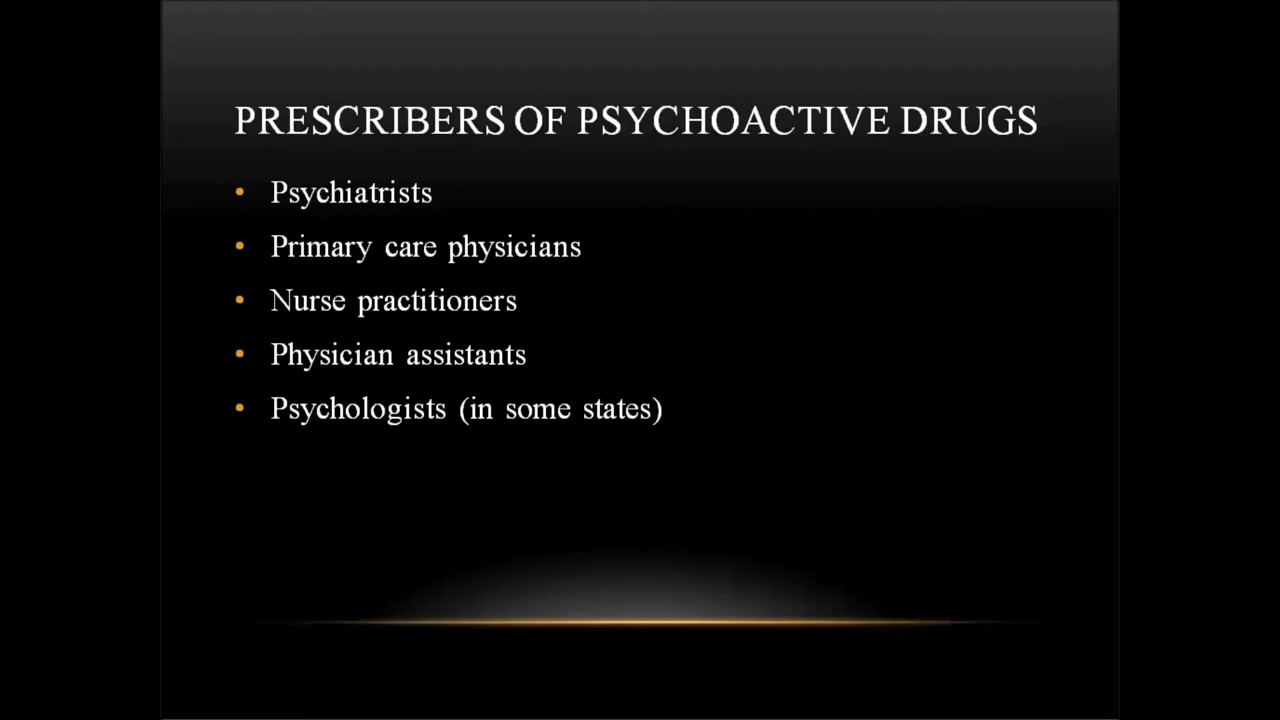 PRESCRIBERS OF PSYCHOACTIVE DRUGS
• Psychiatrists
• Primary care physicians
• Nurse practitioners
• Physician assistants
• Psychologists (in some states)